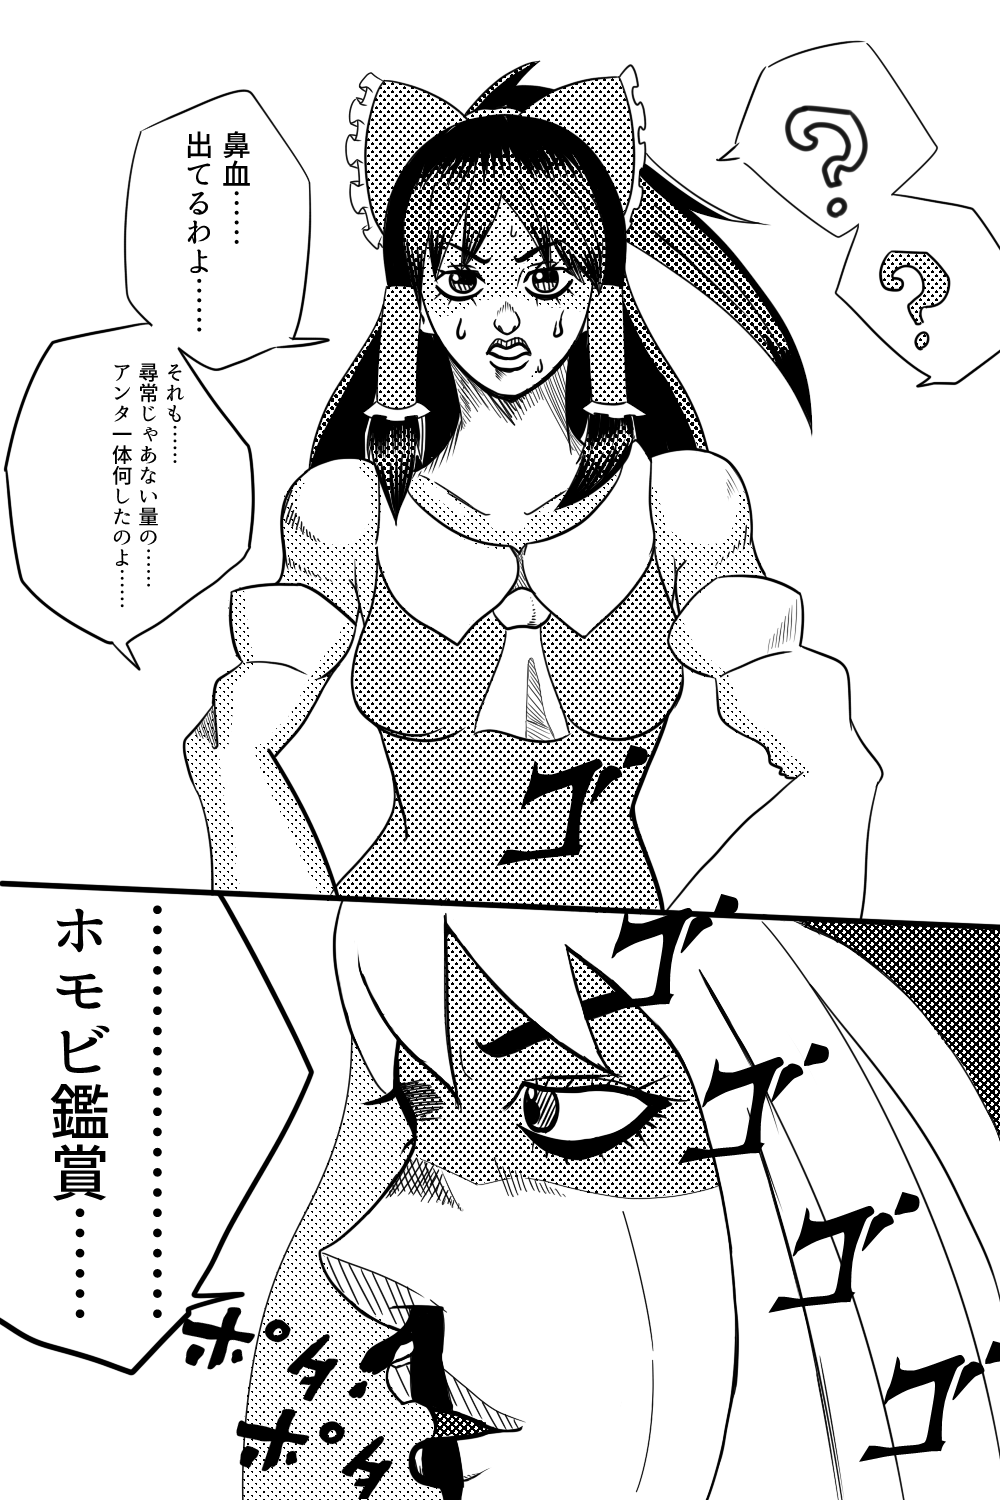 ?
?
鼻血……
出てるわよ……
それも……
尋常じゃあない量の……
アンタ一体何したのよ……
ゴ
ゴ
ゴ
ゴ
ゴ
…………………………
ホモビ鑑賞……
ポタ
ポタ